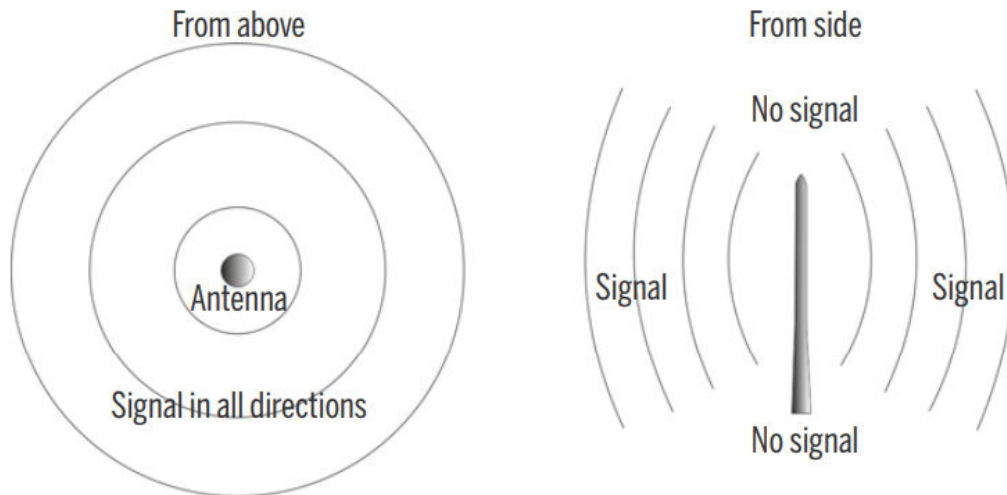 From above
Antenna
Signal in all directions
From side
No signal
Signal
Signal
No signal